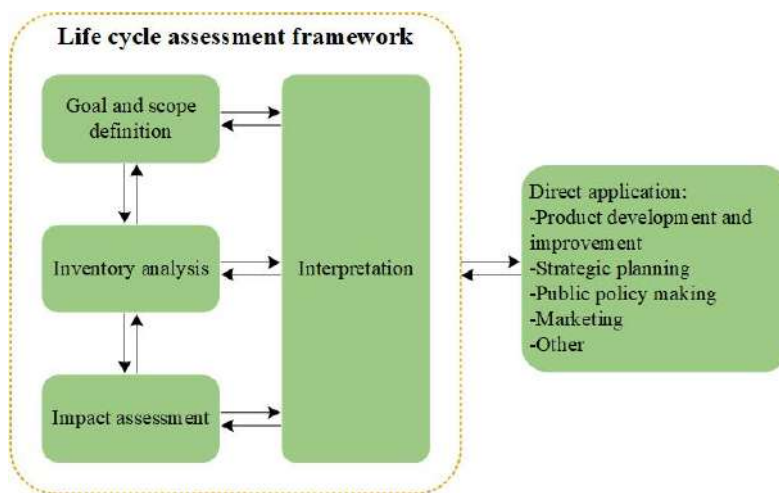 Life cycle assessment framework
Goal and scope
definition
Inventory analysis
Impact assessment
Interpretation
Direct application:
-Product development and
improvement
-Strategic planning
-Public policy making
-Marketing
-Other